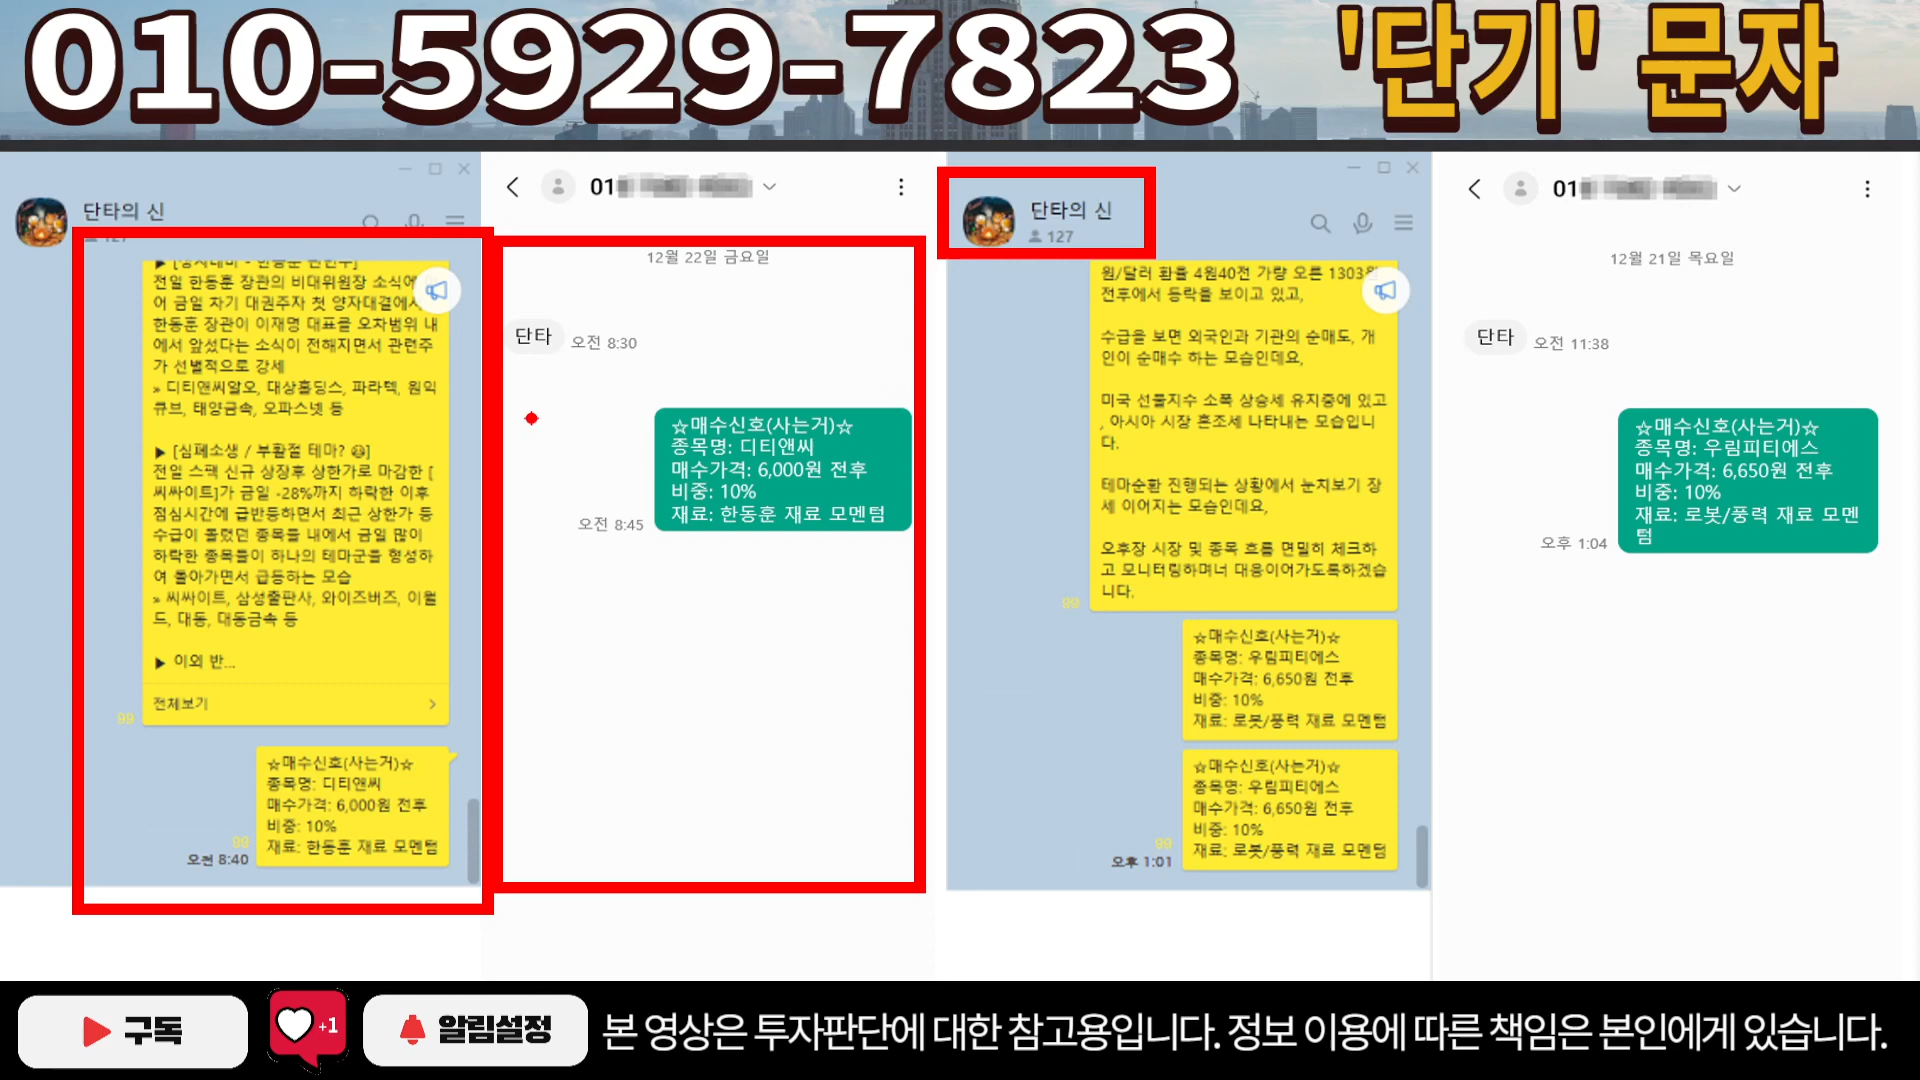 010-5929-7823 '단기' 문자
단타의 신
127
전일 한동훈 장관의 비대위원장 소식에
어 금일 차기 대권주자 첫 양자대결에서
한동훈 장관이 이재명 대표를 오차범위 내
에서 앞섰다는 소식이 전해지면서 관련주
가 선별적으로 강세
» 디티앤씨알오, 대상홀딩스, 파라텍, 원익
큐브, 태양금속, 오파스넷 등
▶ [심폐소생 / 부활절 테마? ]
전일 스팩 신규 상장후 상한가로 마감한 [
씨싸이트]가 금일 -28%까지 하락한 이후
점심시간에 급반등하면서 최근 상한가 등
수급이 몰렸던 종목들 내에서 금일 많이
하락한 종목들이 하나의 테마군을 형성하
여 돌아가면서 급등하는 모습
» 씨싸이트, 삼성출판사, 와이즈버즈, 이월
드, 대동, 대동금속 등
▶ 이외 반...
전체보기
99
☆매수신호(사는거)☆
종목명: 디티앤씨
매수가격: 6,000원 전후
비중: 10%
재료: 한동훈 재료 모멘텀
99
오전 8:40
01
12월 22일 금요일
단타
오전 8:30
☆매수신호(사는거)☆
종목명: 디티앤씨
매수가격: 6,000원 전후
비중: 10%
재료: 한동훈 재료 모멘텀
오전 8:45
단타의 신
127
원/달러 환율 4원40전 가량 오른 1303원
전후에서 등락을 보이고 있고,
수급을 보면 외국인과 기관의 순매도, 개
인이 순매수 하는 모습인데요,
미국 선물지수 소폭 상승세 유지중에 있고
, 아시아 시장 혼조세 나타내는 모습입니
다.
테마순환 진행되는 상황에서 눈치보기 장
세 이어지는 모습인데요,
오후장 시장 및 종목 흐름 면밀히 체크하
고 모니터링하며너 대응이어가도록하겠습
니다.
99
☆매수신호(사는거)☆
종목명: 우림피티에스
매수가격: 6,650원 전후
비중: 10%
재료: 로봇/풍력 재료 모멘텀
☆매수신호(사는거)☆
종목명: 우림피티에스
매수가격: 6,650원 전후
비중: 10%
재료: 로봇/풍력 재료 모멘텀
99
오후 1:01
01
12월 21일 목요일
단타
오전 11:38
☆매수신호(사는거)☆
종목명: 우림피티에스
매수가격: 6,650원 전후
비중: 10%
재료: 로봇/풍력 재료 모멘
텀
오후 1:04
구독
+1
알림설정
본 영상은 투자판단에 대한 참고용입니다. 정보 이용에 따른 책임은 본인에게 있습니다.